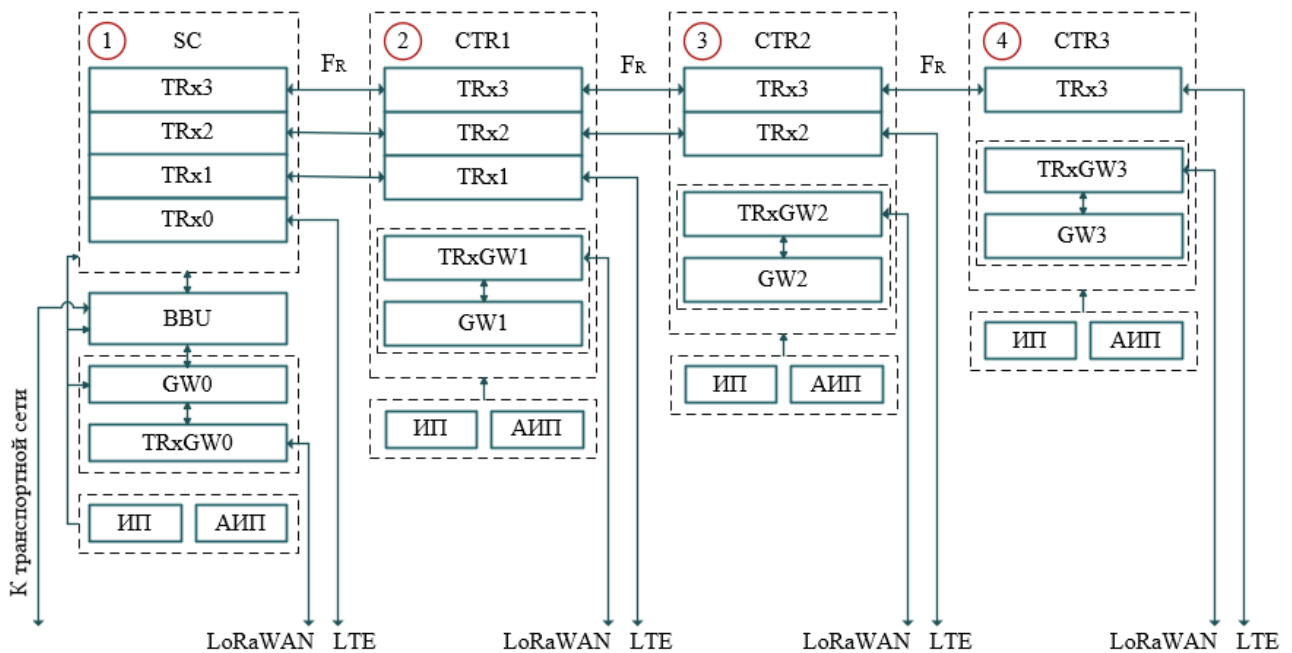 1 SC
TRx3
TRx2
TRx1
TRx0
BBU
GW0
TRxGW0
ИП АИП
К транспортной сети
LoRaWAN LTE
FR
2 CTR1
TRx3
TRx2
TRx1
TRxGW1
GW1
ИП АИП
LoRaWAN LTE
FR
3 CTR2
TRx3
TRx2
TRxGW2
GW2
ИП АИП
LoRaWAN LTE
FR
4 CTR3
TRx3
TRxGW3
GW3
ИП АИП
LoRaWAN LTE